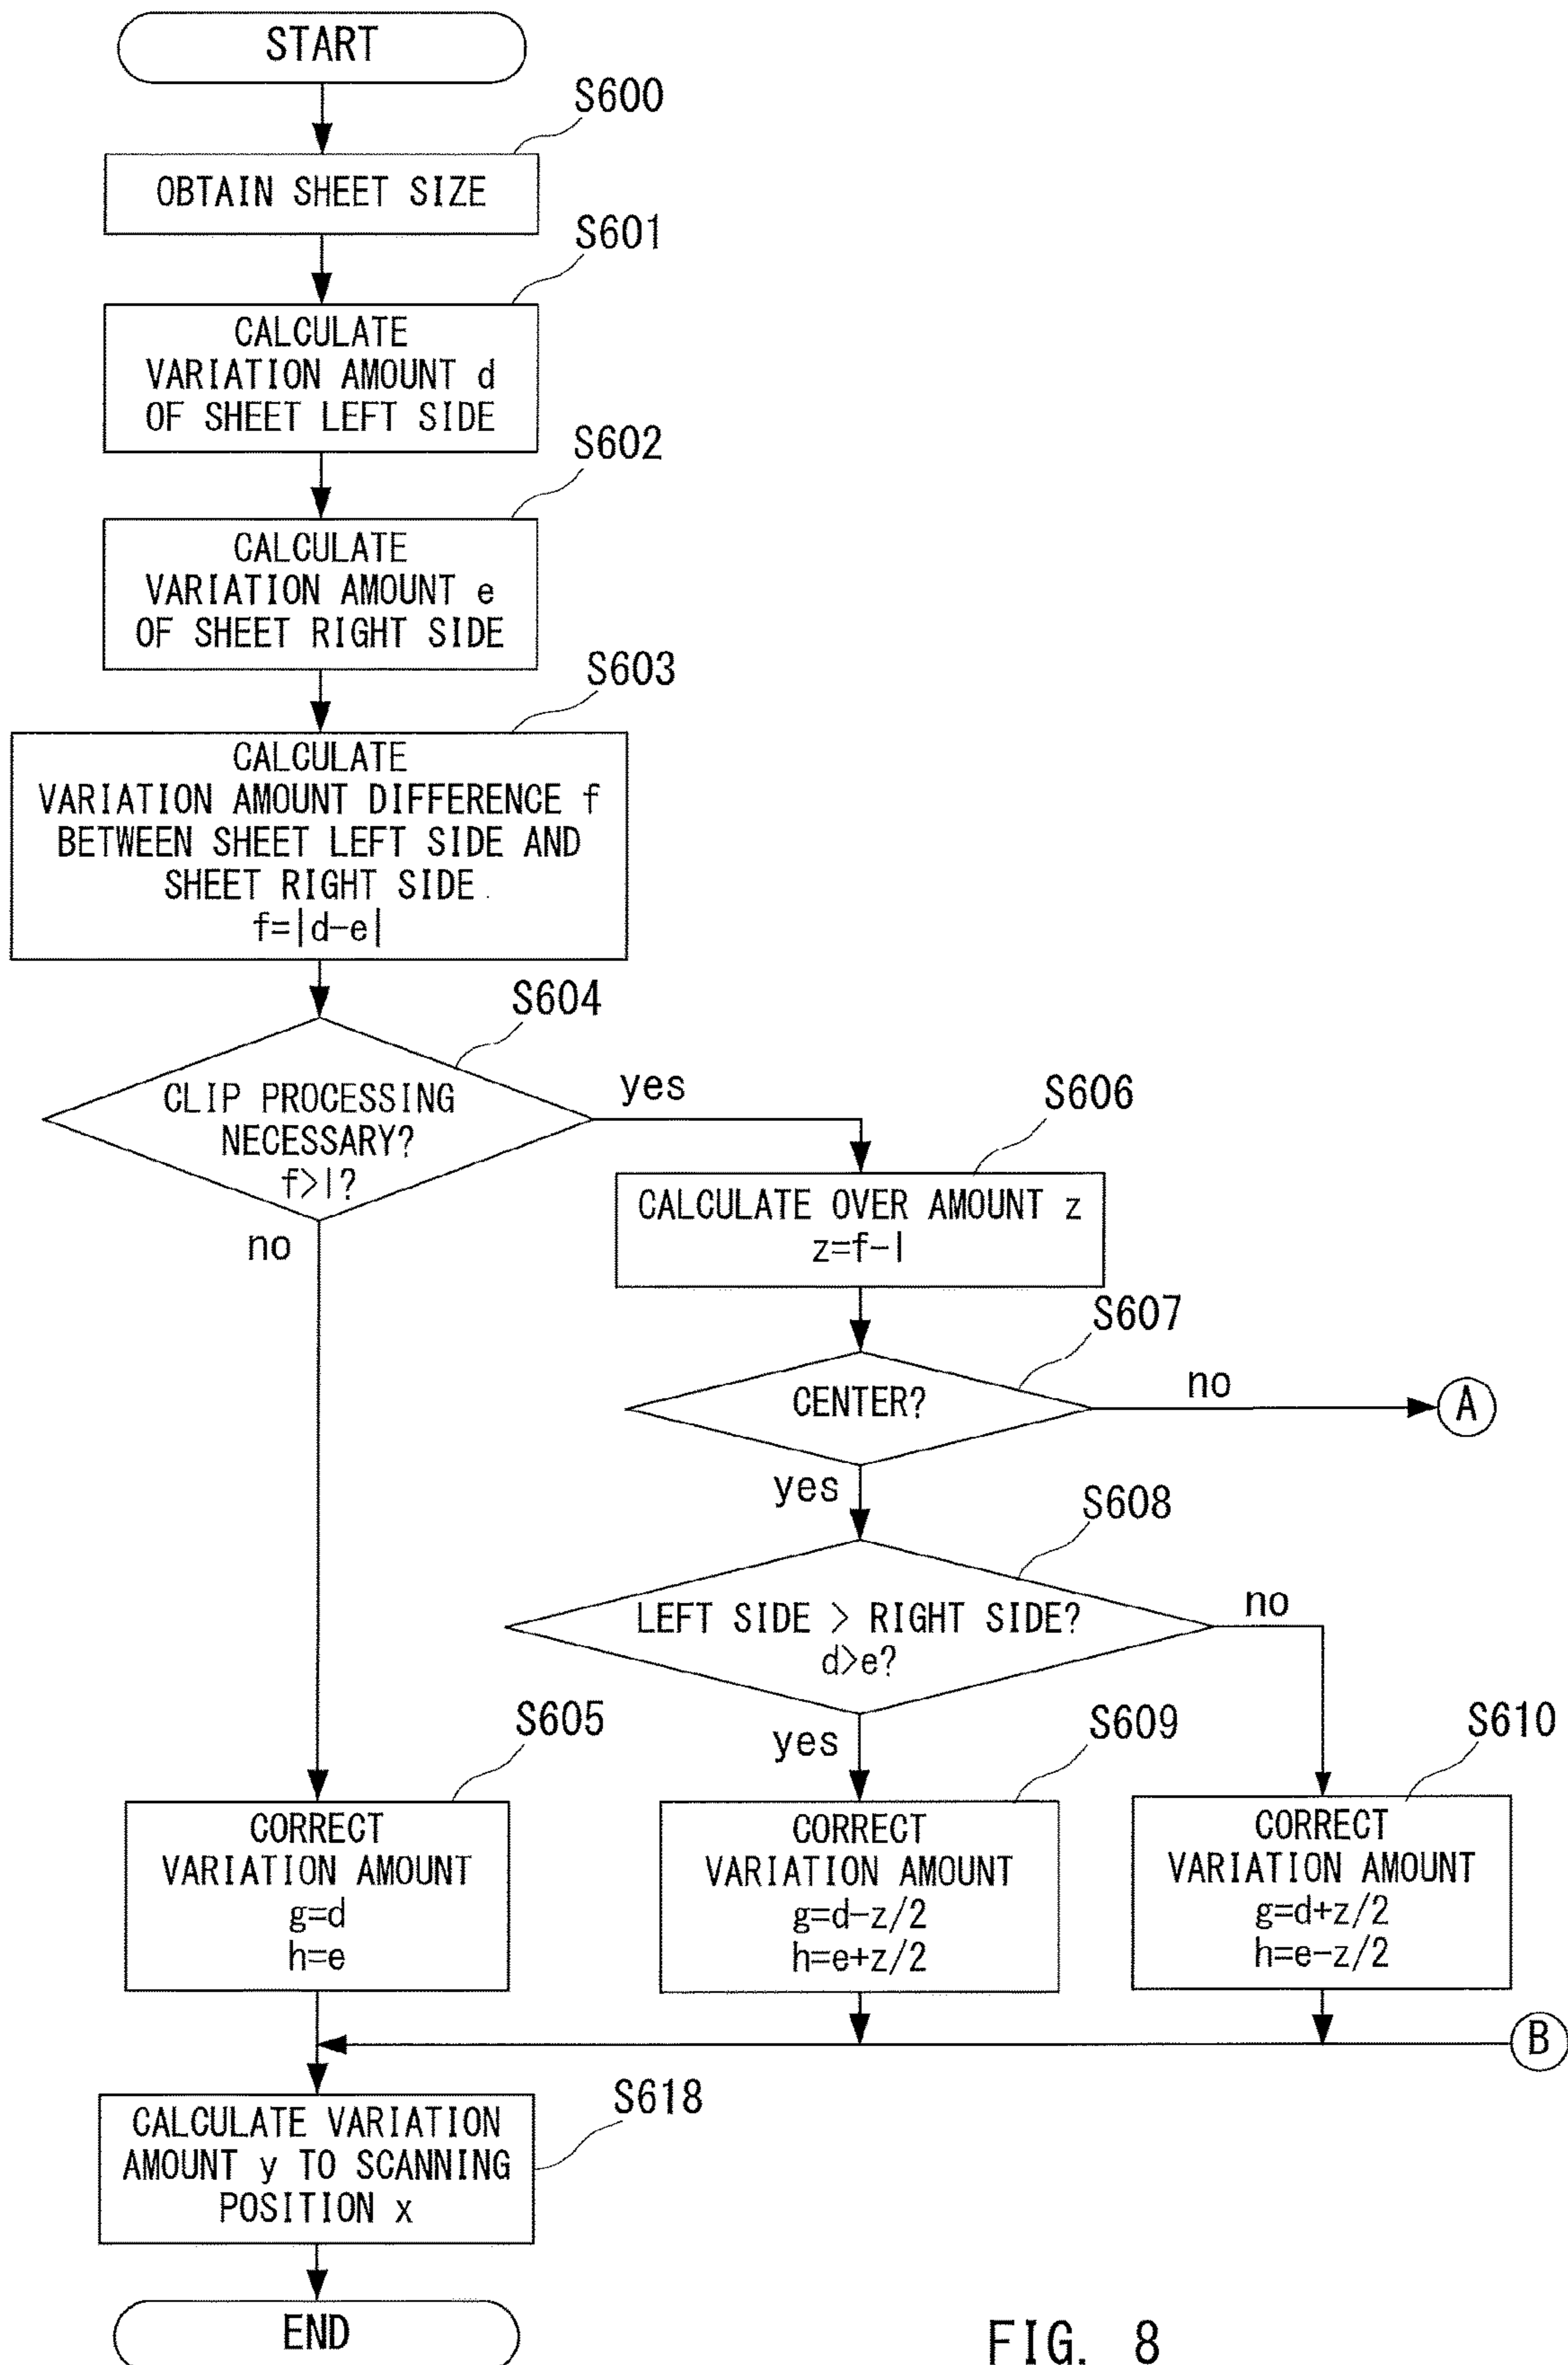 START
S600
OBTAIN SHEET SIZE
S601
CALCULATE
VARIATION AMOUNT d
OF SHEET LEFT SIDE
S602
CALCULATE
VARIATION AMOUNT e
OF SHEET RIGHT SIDE
S603
CALCULATE
VARIATION AMOUNT DIFFERENCE f
BETWEEN SHEET LEFT SIDE AND
SHEET RIGHT SIDE
f=|d-e|
S604
CLIP PROCESSING
NECESSARY?
f>l?
yes
no
S606
CALCULATE OVER AMOUNT z
z=f-l
S607
CENTER?
no
A
yes
S608
LEFT SIDE > RIGHT SIDE?
d>e?
no
yes
S605
CORRECT
VARIATION AMOUNT
g=d
h=e
S609
CORRECT
VARIATION AMOUNT
g=d-z/2
h=e+z/2
S610
CORRECT
VARIATION AMOUNT
g=d+z/2
h=e-z/2
B
S618
CALCULATE VARIATION
AMOUNT y TO SCANNING
POSITION x
END
FIG. 8